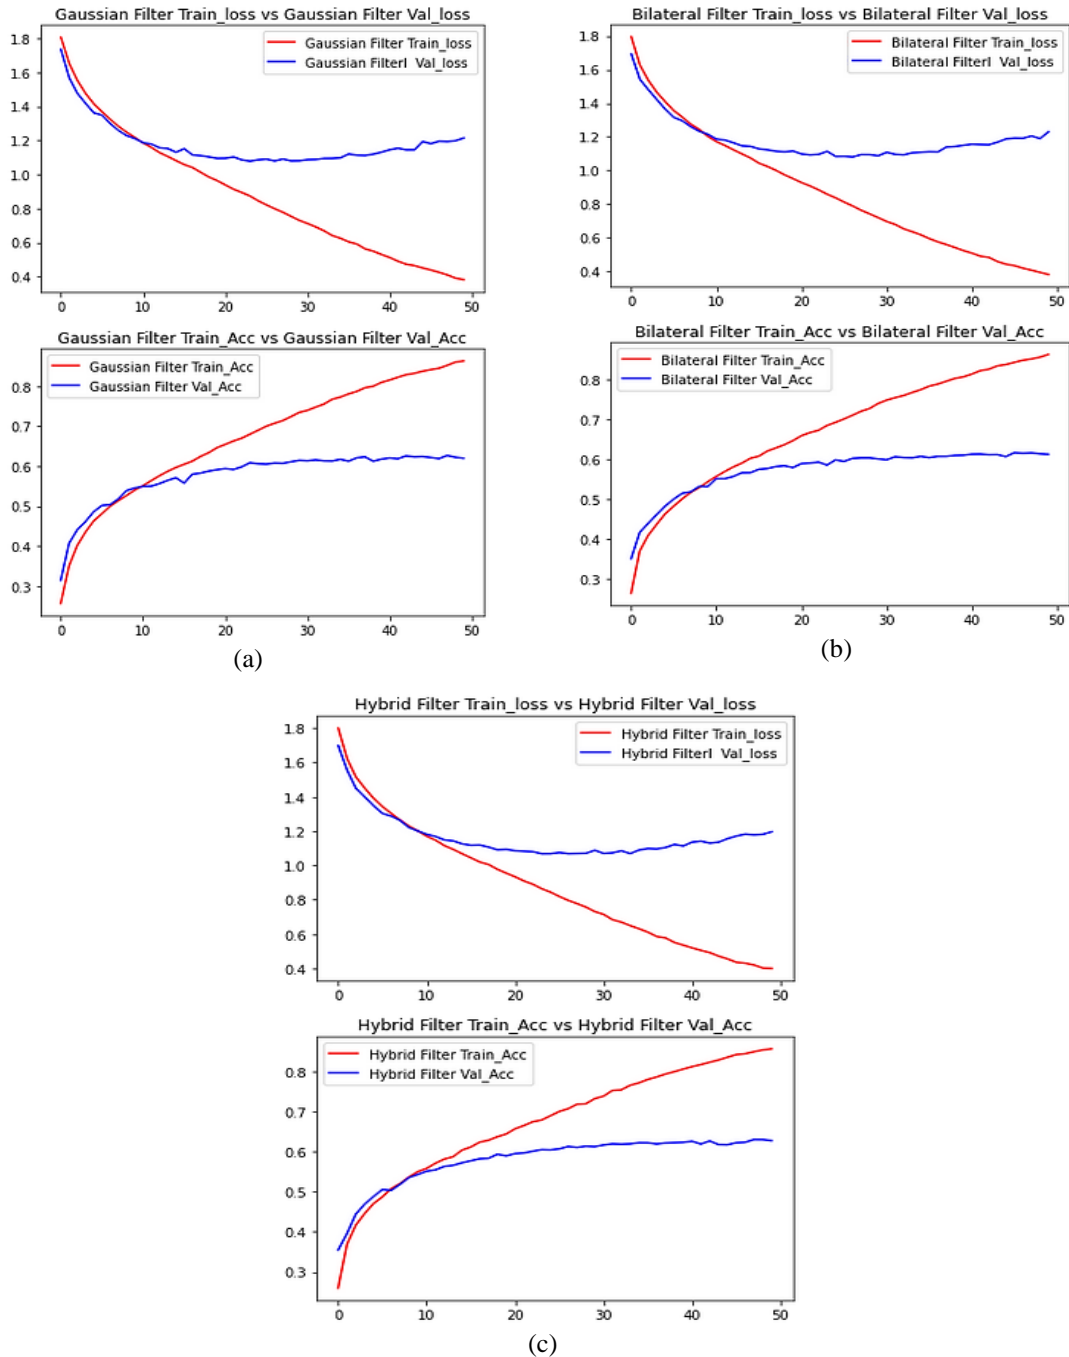 Gaussian Filter Train_loss vs Gaussian Filter Val_loss
Gaussian Filter Train_loss
Gaussian Filterl  Val_loss
1.8
1.6
1.4
1.2
1.0
0.8
0.6
0.4
0 10 20 30 40 50
Gaussian Filter Train_Acc vs Gaussian Filter Val_Acc
Gaussian Filter Train_Acc
Gaussian Filter Val_Acc
0.8
0.7
0.6
0.5
0.4
0.3
0 10 20 30 40 50
(a)
Bilateral Filter Train_loss vs Bilateral Filter Val_loss
Bilateral Filter Train_loss
Bilateral Filterl  Val_loss
1.8
1.6
1.4
1.2
1.0
0.8
0.6
0.4
0 10 20 30 40 50
Bilateral Filter Train_Acc vs Bilateral Filter Val_Acc
Bilateral Filter Train_Acc
Bilateral Filter Val_Acc
0.8
0.7
0.6
0.5
0.4
0.3
0 10 20 30 40 50
(b)
Hybrid Filter Train_loss vs Hybrid Filter Val_loss
Hybrid Filter Train_loss
Hybrid Filterl  Val_loss
1.8
1.6
1.4
1.2
1.0
0.8
0.6
0.4
0 10 20 30 40 50
Hybrid Filter Train_Acc vs Hybrid Filter Val_Acc
Hybrid Filter Train_Acc
Hybrid Filter Val_Acc
0.8
0.7
0.6
0.5
0.4
0.3
0 10 20 30 40 50
(c)